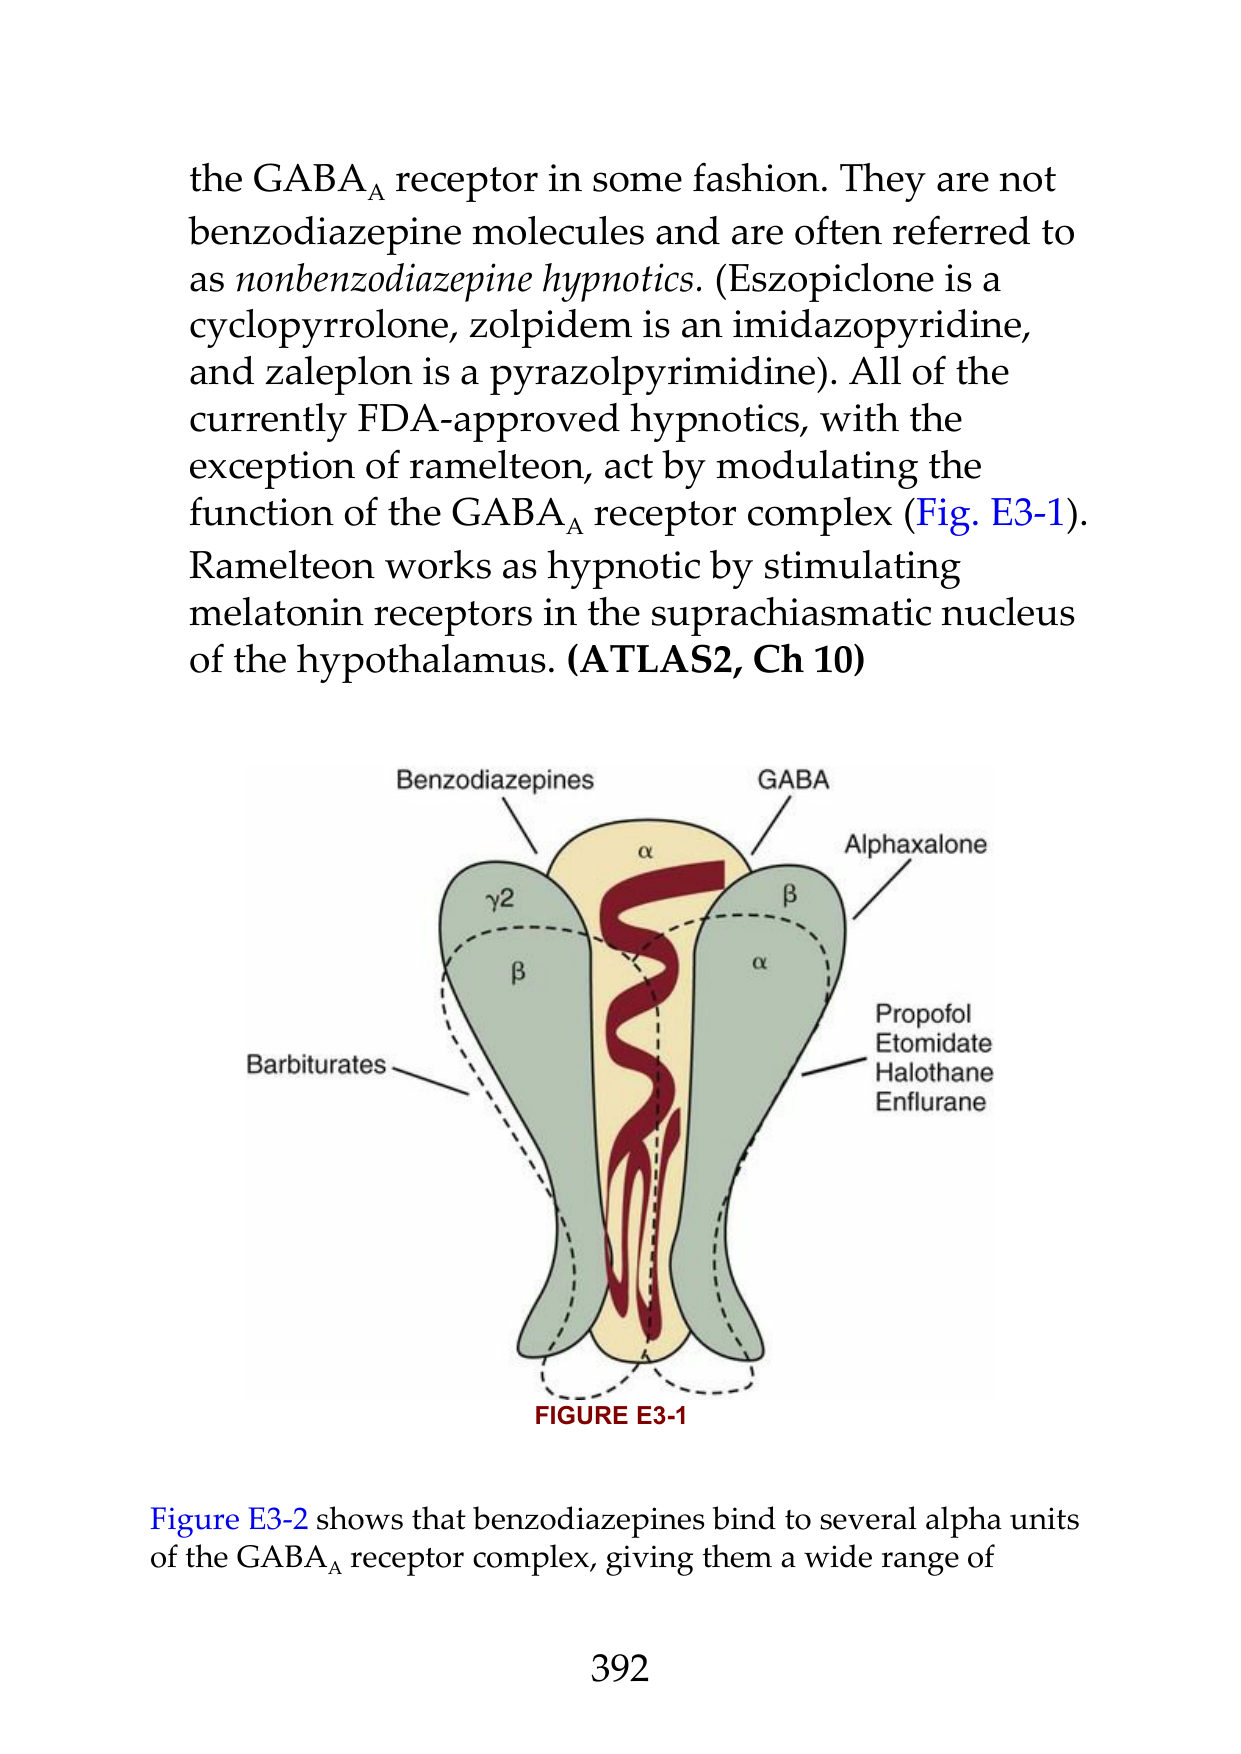 the GABAA receptor in some fashion. They are not
benzodiazepine molecules and are often referred to
as nonbenzodiazepine hypnotics. (Eszopiclone is a
cyclopyrrolone, zolpidem is an imidazopyridine,
and zaleplon is a pyrazolpyrimidine). All of the
currently FDA-approved hypnotics, with the
exception of ramelteon, act by modulating the
function of the GABAA receptor complex (Fig. E3-1).
Ramelteon works as hypnotic by stimulating
melatonin receptors in the suprachiasmatic nucleus
of the hypothalamus. (ATLAS2, Ch 10)
Benzodiazepines
GABA
Alphaxalone
α
γ2
β
β
α
Propofol
Etomidate
Halothane
Enflurane
Barbiturates
FIGURE E3-1
Figure E3-2 shows that benzodiazepines bind to several alpha units
of the GABAA receptor complex, giving them a wide range of
392